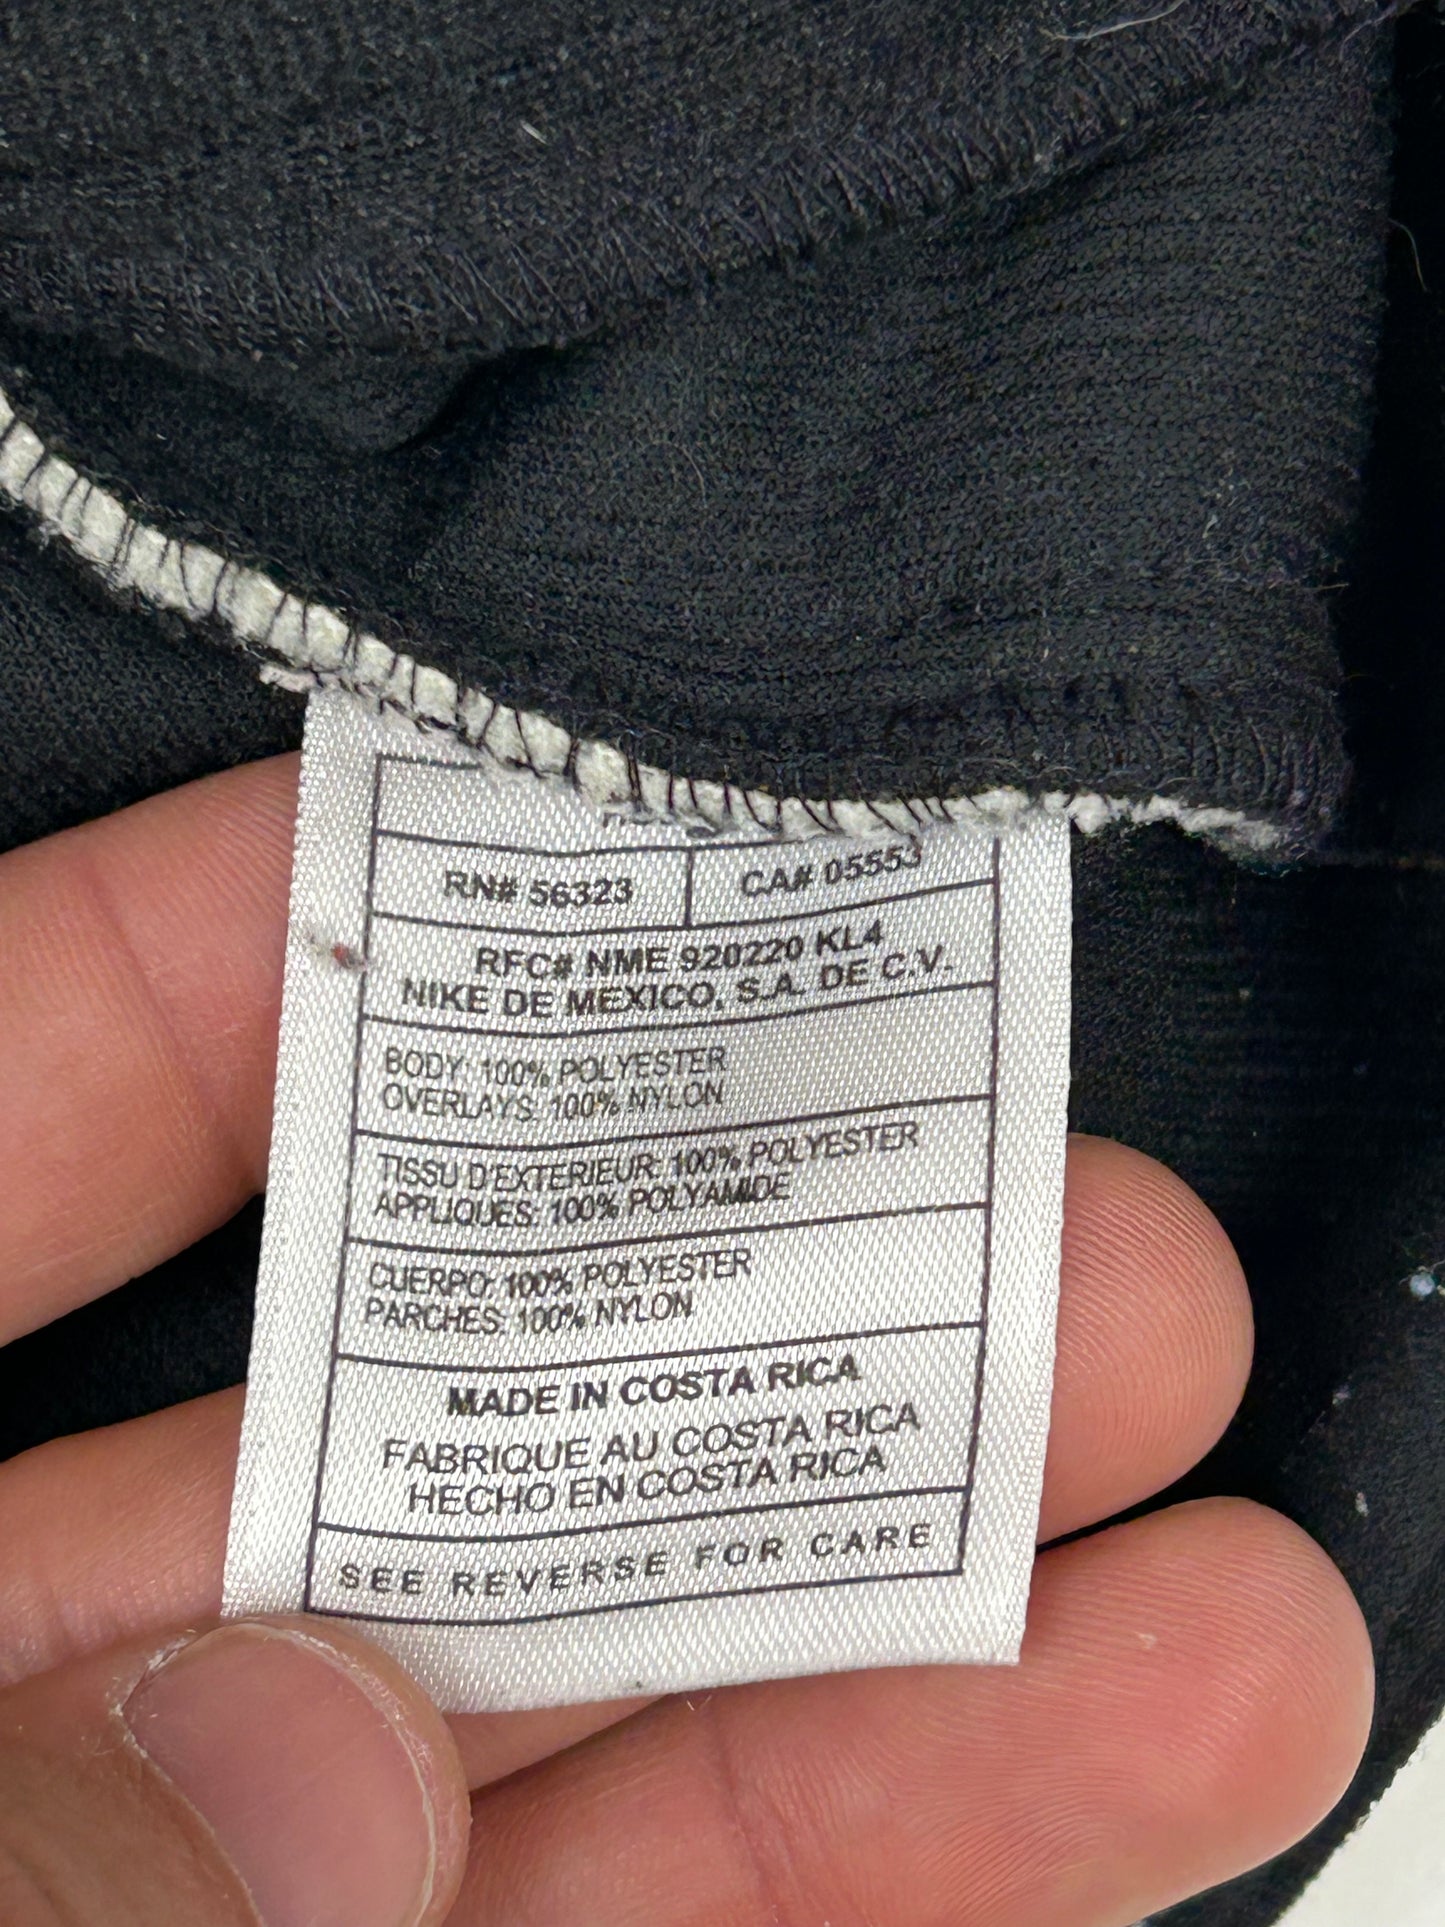 RN# 56323
CA# 05553
RFC# NME 920220 KL4
NIKE DE MEXICO, S.A. DE C.V.
BODY: 100% POLYESTER
OVERLAYS: 100% NYLON
TISSU D'EXTERIEUR: 100% POLYESTER
APPLIQUES: 100% POLYAMIDE
CUERPO: 100% POLYESTER
PARCHES: 100% NYLON
MADE IN COSTA RICA
FABRIQUE AU COSTA RICA
HECHO EN COSTA RICA
SEE REVERSE FOR CARE